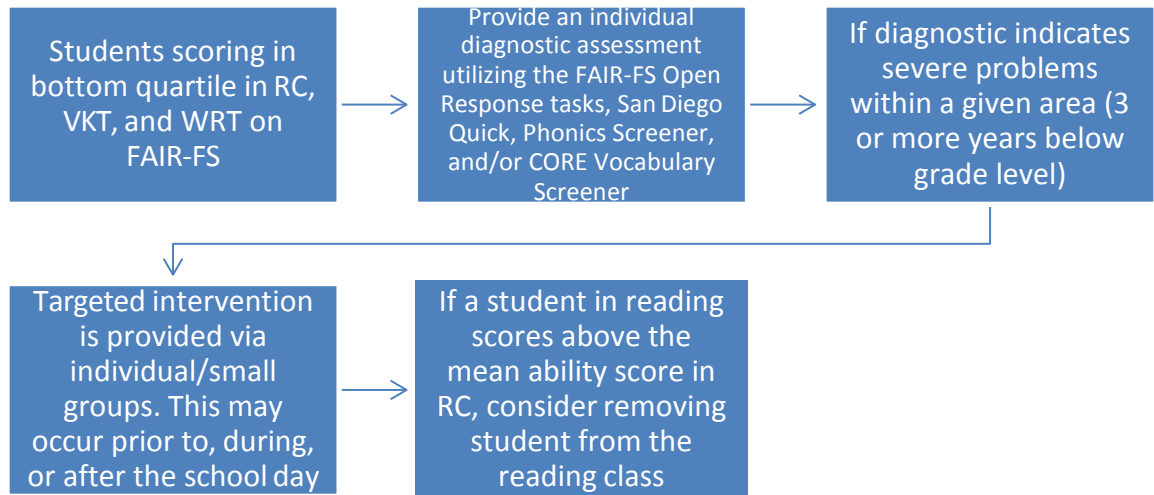 Students scoring in
bottom quartile in RC,
VKT, and WRT on
FAIR-FS
Provide an individual
diagnostic assessment
utilizing the FAIR-FS Open
Response tasks, San Diego
Quick, Phonics Screener,
and/or CORE Vocabulary
Screener
If diagnostic indicates
severe problems
within a given area (3
or more years below
grade level)
Targeted intervention
is provided via
individual/small
groups. This may
occur prior to, during,
or after the school day
If a student in reading
scores above the
mean ability score in
RC, consider removing
student from the
reading class